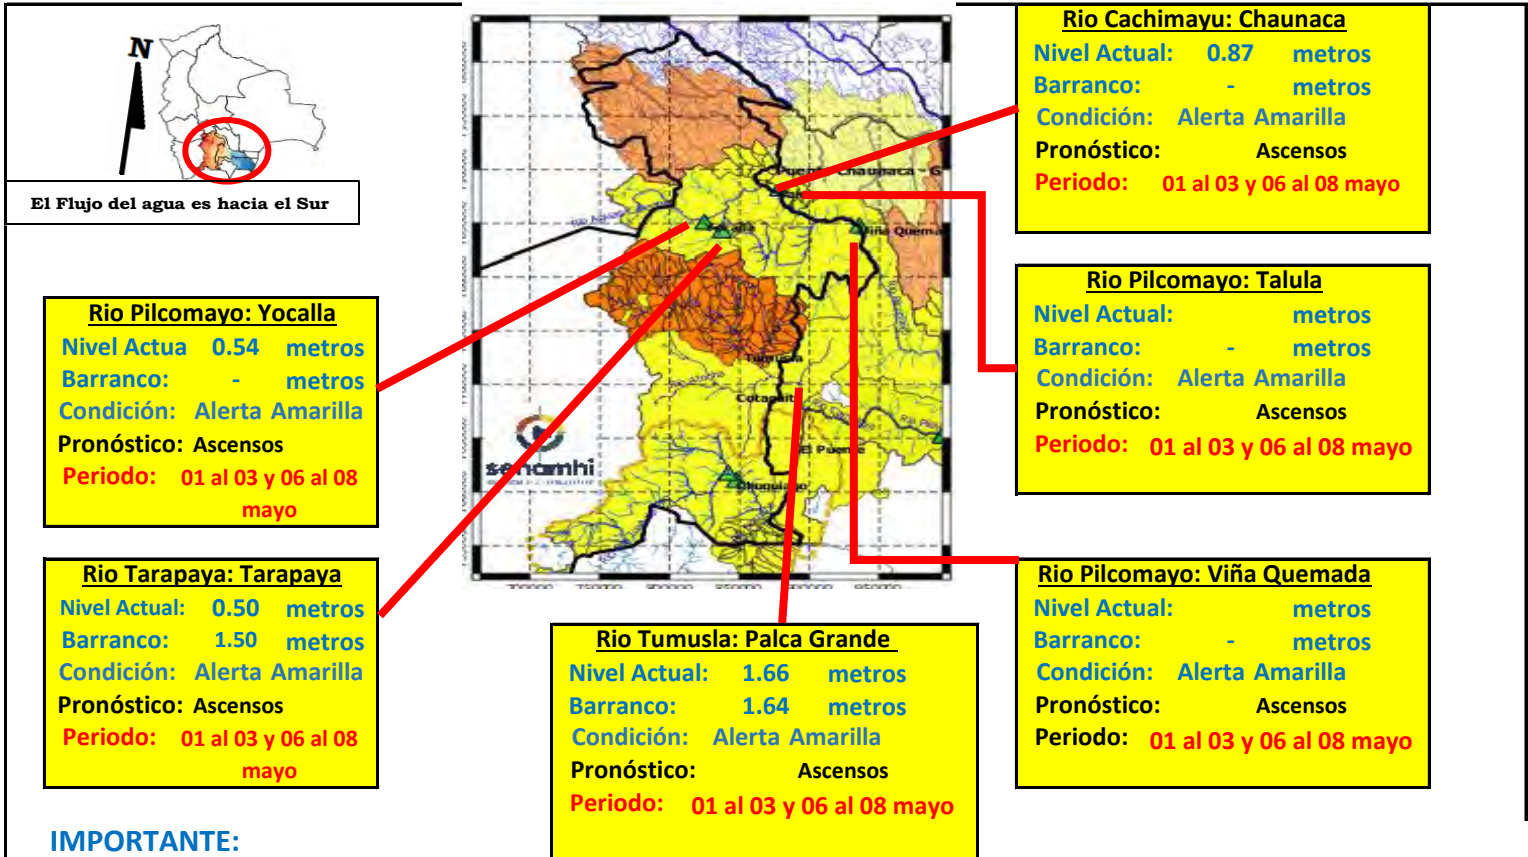 N
El Flujo del agua es hacia el Sur
Rio Cachimayu: Chaunaca
Nivel Actual: 0.87 metros
Barranco: - metros
Condición: Alerta Amarilla
Pronóstico: Ascensos
Periodo: 01 al 03 y 06 al 08 mayo
Rio Pilcomayo: Talula
Nivel Actual: metros
Barranco: - metros
Condición: Alerta Amarilla
Pronóstico: Ascensos
Periodo: 01 al 03 y 06 al 08 mayo
Rio Pilcomayo: Yocalla
Nivel Actua 0.54 metros
Barranco: - metros
Condición: Alerta Amarilla
Pronóstico: Ascensos
Periodo: 01 al 03 y 06 al 08
mayo
Rio Tarapaya: Tarapaya
Nivel Actual: 0.50 metros
Barranco: 1.50 metros
Condición: Alerta Amarilla
Pronóstico: Ascensos
Periodo: 01 al 03 y 06 al 08
mayo
Rio Tumusla: Palca Grande
Nivel Actual: 1.66 metros
Barranco: 1.64 metros
Condición: Alerta Amarilla
Pronóstico: Ascensos
Periodo: 01 al 03 y 06 al 08 mayo
Rio Pilcomayo: Viña Quemada
Nivel Actual: metros
Barranco: - metros
Condición: Alerta Amarilla
Pronóstico: Ascensos
Periodo: 01 al 03 y 06 al 08 mayo
Chaunaca - G
Viña Quema
Tumusla
Cotagait
El Puente
senamhi
IMPORTANTE: